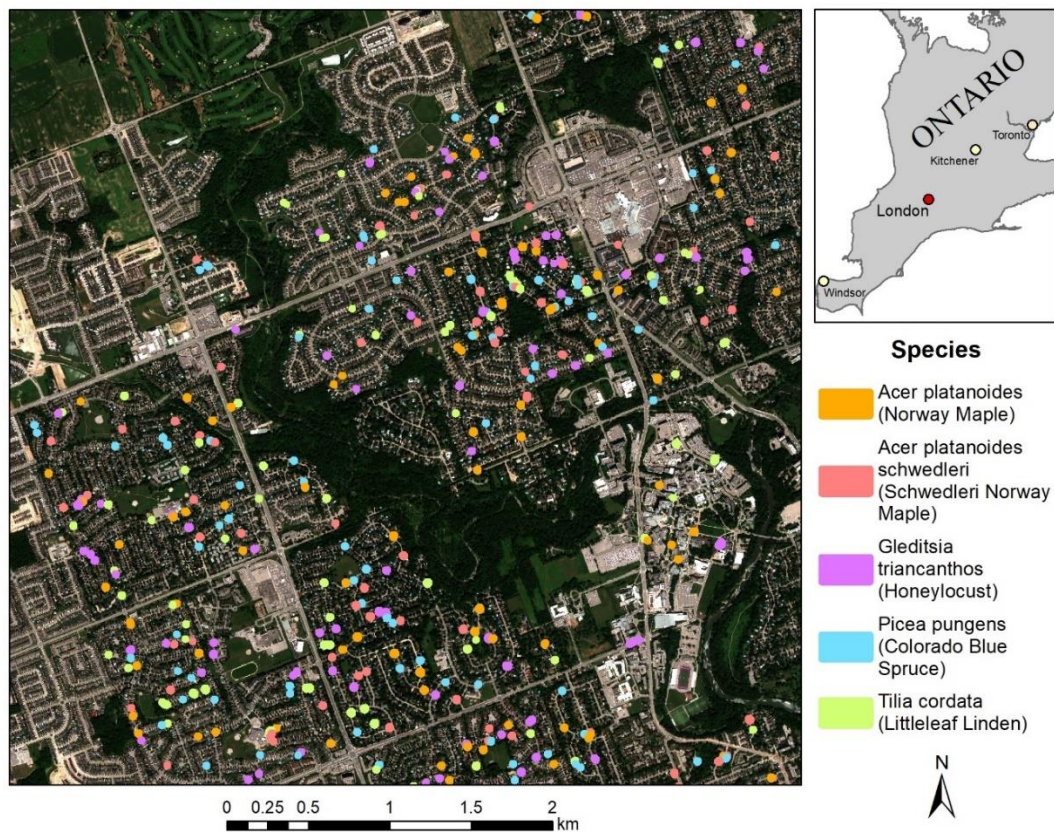 ONTARIO
Toronto
Kitchener
London
Windsor
Species
Acer platanoides
(Norway Maple)
Acer platanoides
schwedleri
(Schwedleri Norway
Maple)
Gleditsia
triancanthos
(Honeylocust)
Picea pungens
(Colorado Blue
Spruce)
Tilia cordata
(Littleleaf Linden)
N
0 0.25 0.5 1 1.5 2
km